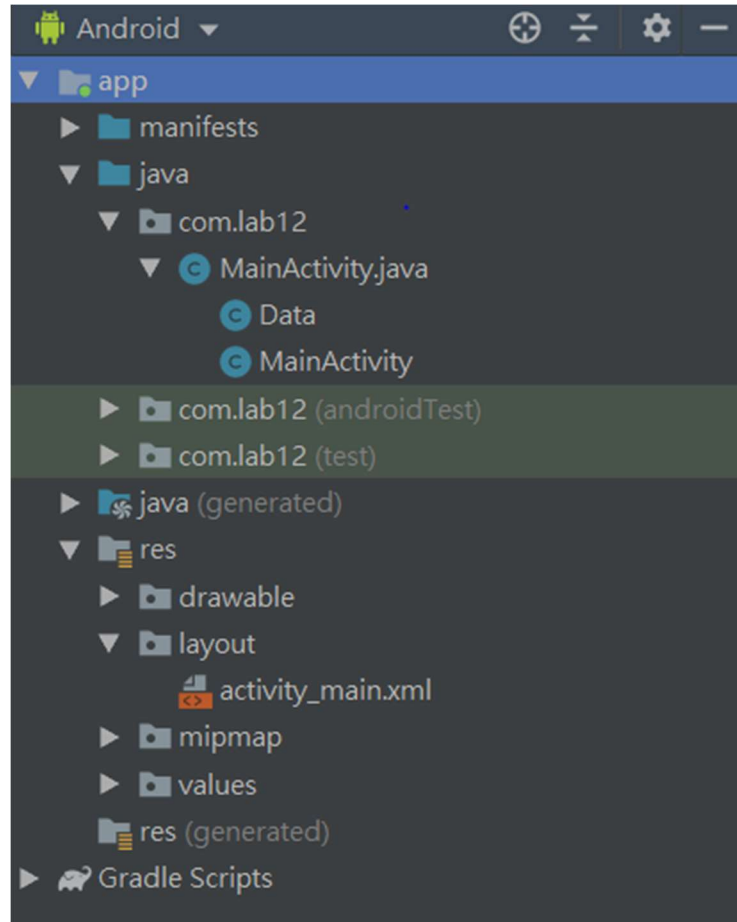 Android
app
manifests
java
com.lab12
MainActivity.java
Data
MainActivity
com.lab12 (androidTest)
com.lab12 (test)
java (generated)
res
drawable
layout
activity_main.xml
mipmap
values
res (generated)
Gradle Scripts